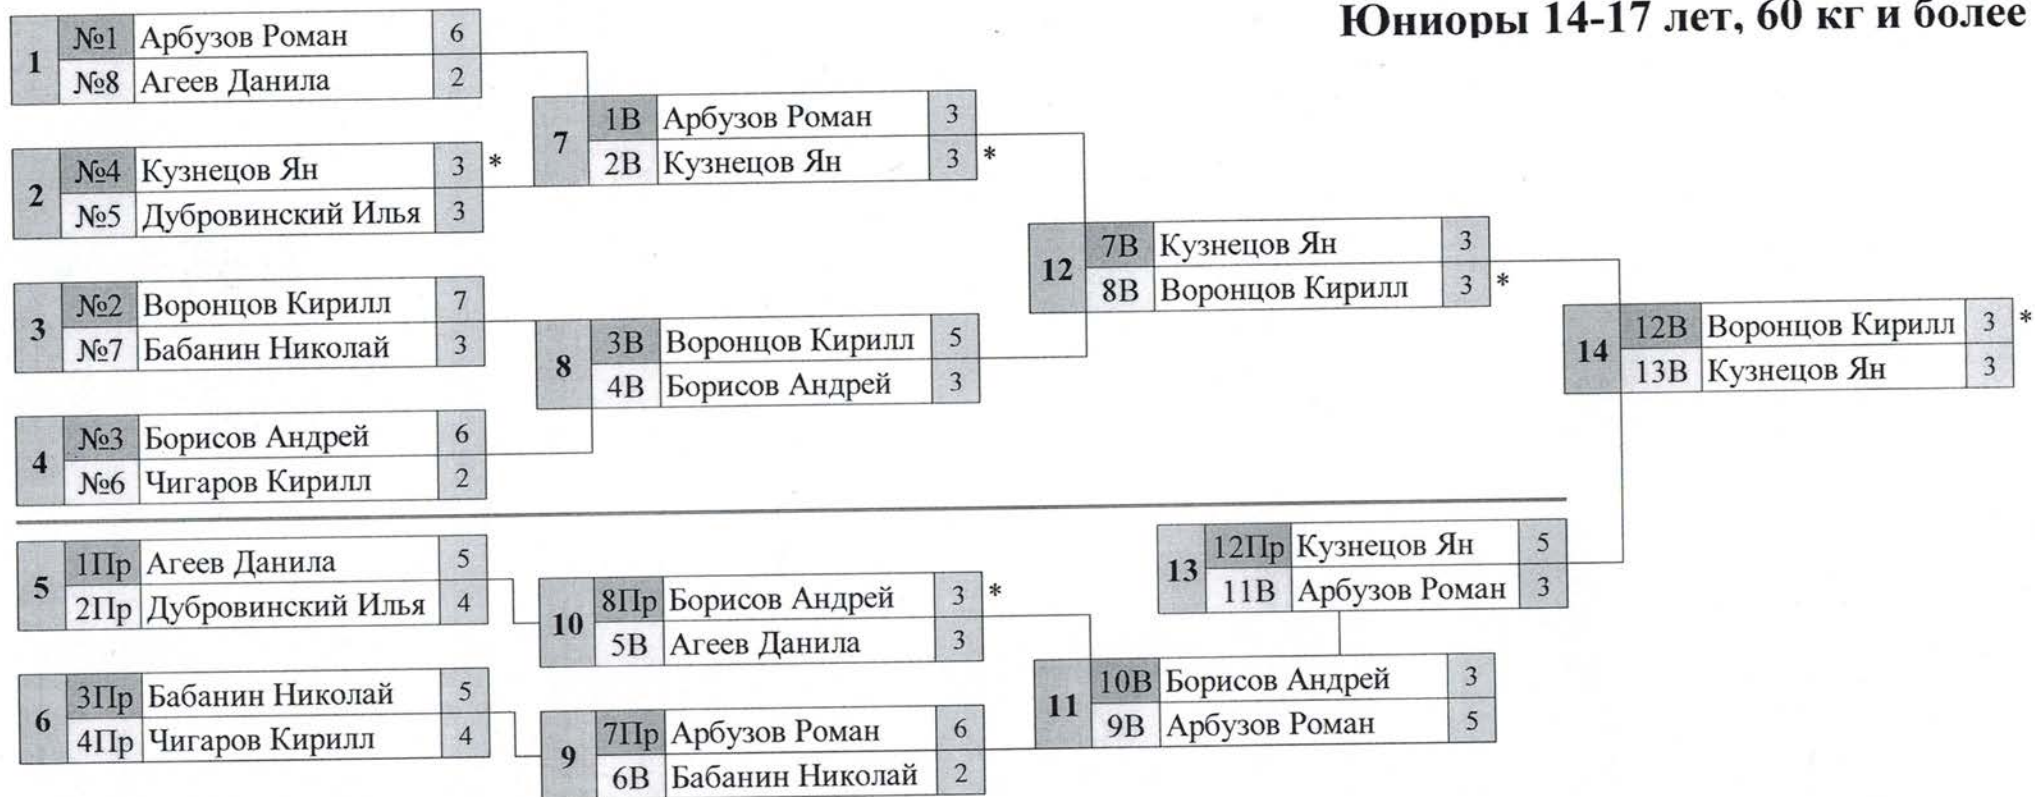 Юниоры 14-17 лет, 60 кг и более
1
№1 Арбузов Роман 6
№8 Агеев Данила 2
2
№4 Кузнецов Ян 3 *
№5 Дубровинский Илья 3
3
№2 Воронцов Кирилл 7
№7 Бабанин Николай 3
4
№3 Борисов Андрей 6
№6 Чигаров Кирилл 2
7
1В Арбузов Роман 3
2В Кузнецов Ян 3 *
8
3В Воронцов Кирилл 5
4В Борисов Андрей 3
12
7В Кузнецов Ян 3
8В Воронцов Кирилл 3 *
14
12В Воронцов Кирилл 3 *
13В Кузнецов Ян 3
5
1Пр Агеев Данила 5
2Пр Дубровинский Илья 4
6
3Пр Бабанин Николай 5
4Пр Чигаров Кирилл 4
10
8Пр Борисов Андрей 3 *
5В Агеев Данила 3
9
7Пр Арбузов Роман 6
6В Бабанин Николай 2
11
10В Борисов Андрей 3
9В Арбузов Роман 5
13
12Пр Кузнецов Ян 5
11В Арбузов Роман 3